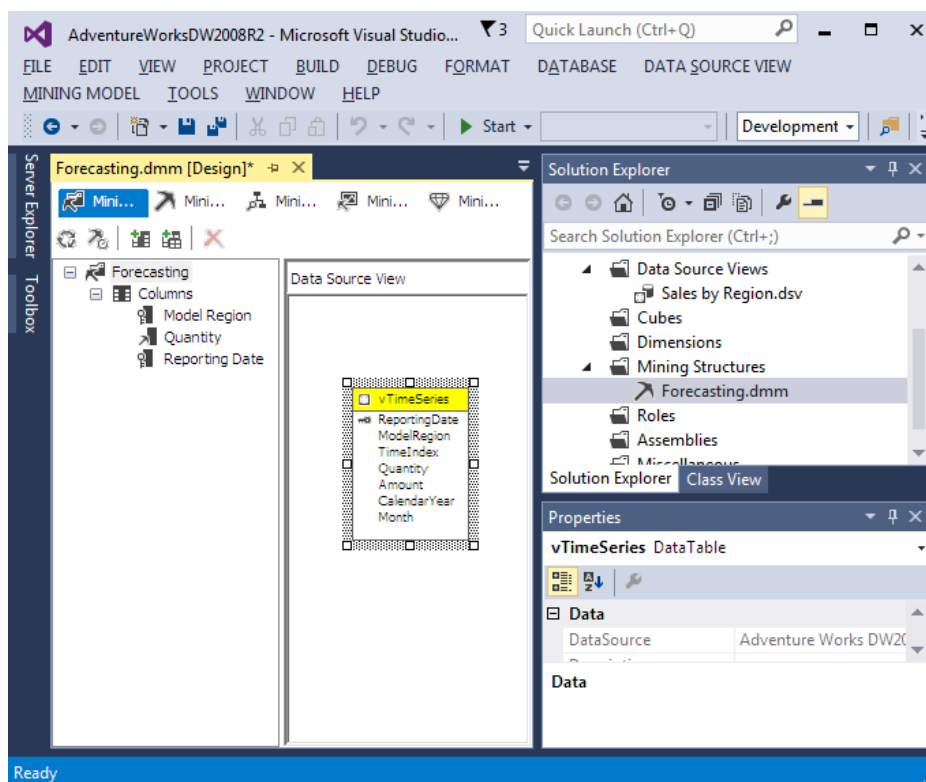 AdventureWorksDW2008R2 - Microsoft Visual Studio... 3 Quick Launch (Ctrl+Q)
FILE EDIT VIEW PROJECT BUILD DEBUG FORMAT DATABASE DATA SOURCE VIEW
MINING MODEL TOOLS WINDOW HELP
Start Development
Server Explorer
Toolbox
Forecasting.dmm [Design]*
Mini... Mini... Mini... Mini... Mini...
Forecasting
Columns
Model Region
Quantity
Reporting Date
Data Source View
vTimeSeries
ReportingDate
ModelRegion
TimeIndex
Quantity
Amount
CalendarYear
Month
Solution Explorer
Search Solution Explorer (Ctrl+;)
Data Source Views
Sales by Region.dsv
Cubes
Dimensions
Mining Structures
Forecasting.dmm
Roles
Assemblies
Miscellaneous
Solution Explorer Class View
Properties
vTimeSeries DataTable
Data
DataSource Adventure Works DW20
Data
Ready